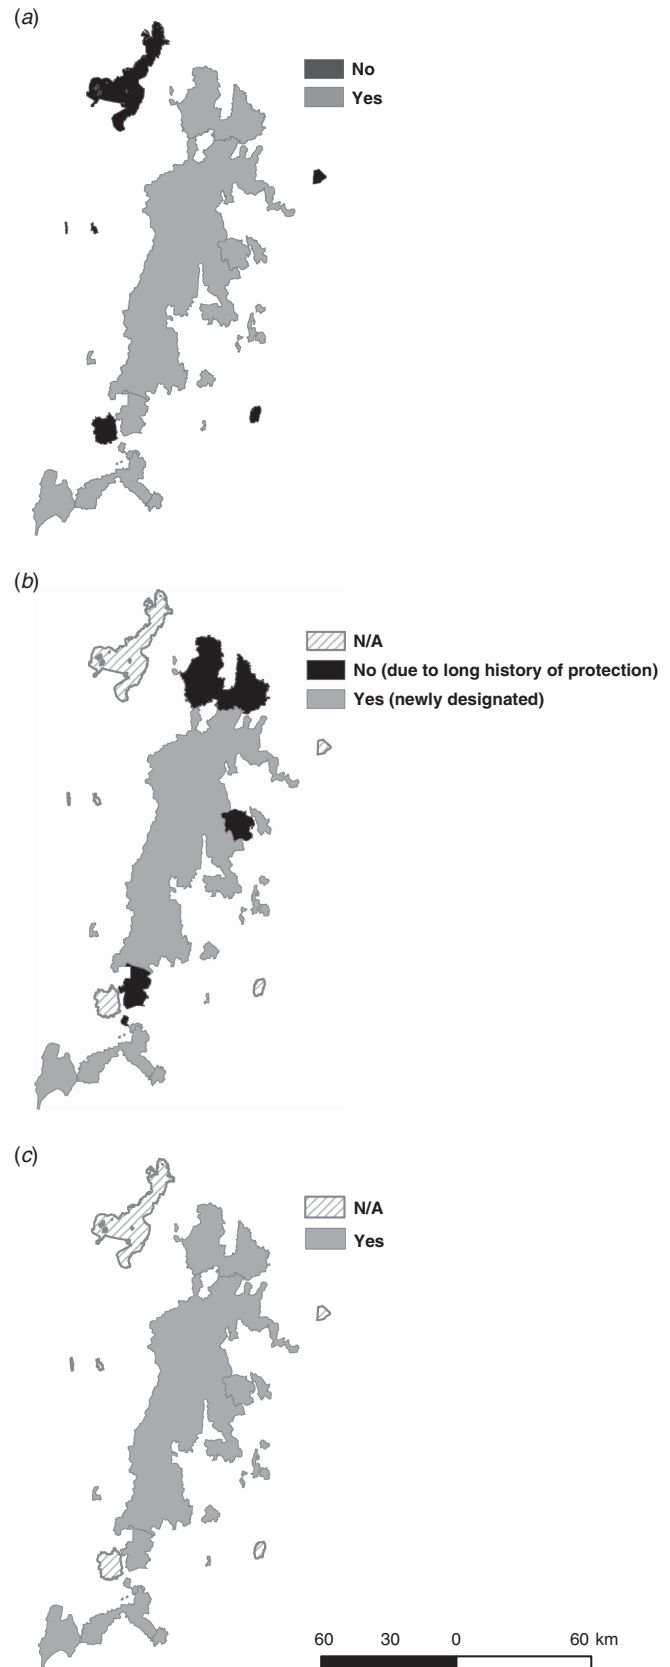 (a)
No
Yes
(b)
N/A
No (due to long history of protection)
Yes (newly designated)
(c)
N/A
Yes
60 30 0 60 km